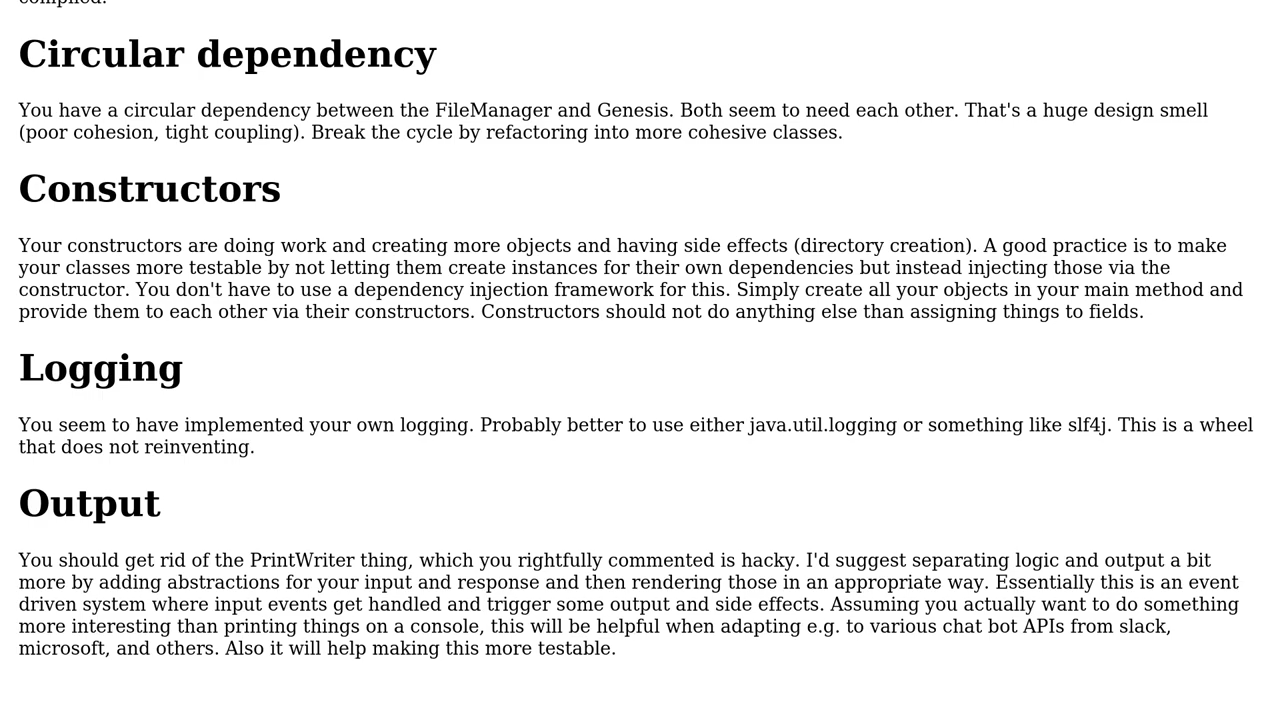 compiled.
Circular dependency
You have a circular dependency between the FileManager and Genesis. Both seem to need each other. That's a huge design smell
(poor cohesion, tight coupling). Break the cycle by refactoring into more cohesive classes.
Constructors
Your constructors are doing work and creating more objects and having side effects (directory creation). A good practice is to make
your classes more testable by not letting them create instances for their own dependencies but instead injecting those via the
constructor. You don't have to use a dependency injection framework for this. Simply create all your objects in your main method and
provide them to each other via their constructors. Constructors should not do anything else than assigning things to fields.
Logging
You seem to have implemented your own logging. Probably better to use either java.util.logging or something like slf4j. This is a wheel
that does not reinventing.
Output
You should get rid of the PrintWriter thing, which you rightfully commented is hacky. I'd suggest separating logic and output a bit
more by adding abstractions for your input and response and then rendering those in an appropriate way. Essentially this is an event
driven system where input events get handled and trigger some output and side effects. Assuming you actually want to do something
more interesting than printing things on a console, this will be helpful when adapting e.g. to various chat bot APIs from slack,
microsoft, and others. Also it will help making this more testable.